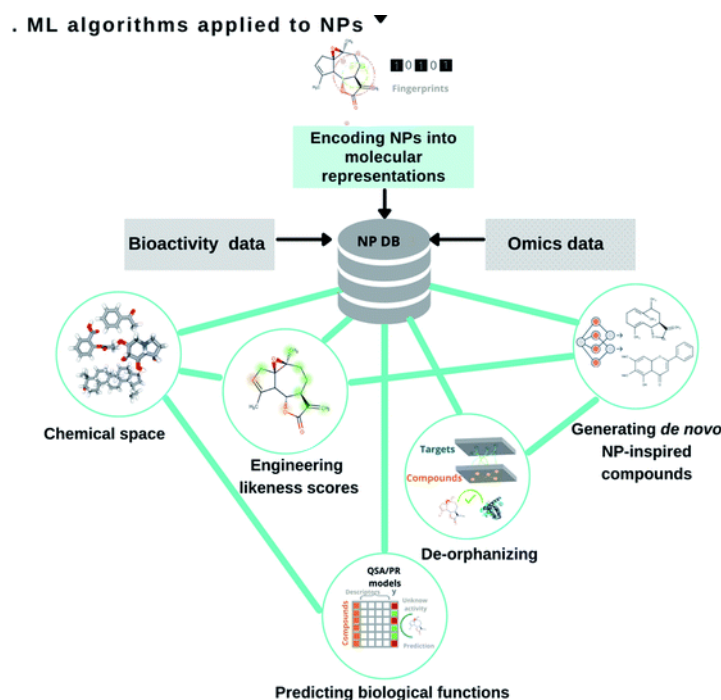 . ML algorithms applied to NPs
1 0 1 0 1
Fingerprints
Encoding NPs into
molecular
representations
Bioactivity data
NP DB
Omics data
Chemical space
H₃C
Engineering
likeness scores
Targets
Compounds
De-orphanizing
Generating de novo
NP-inspired
compounds
QSA/PR
models
Descriptors
y
Compounds
Unknow
activity
Prediction
Predicting biological functions